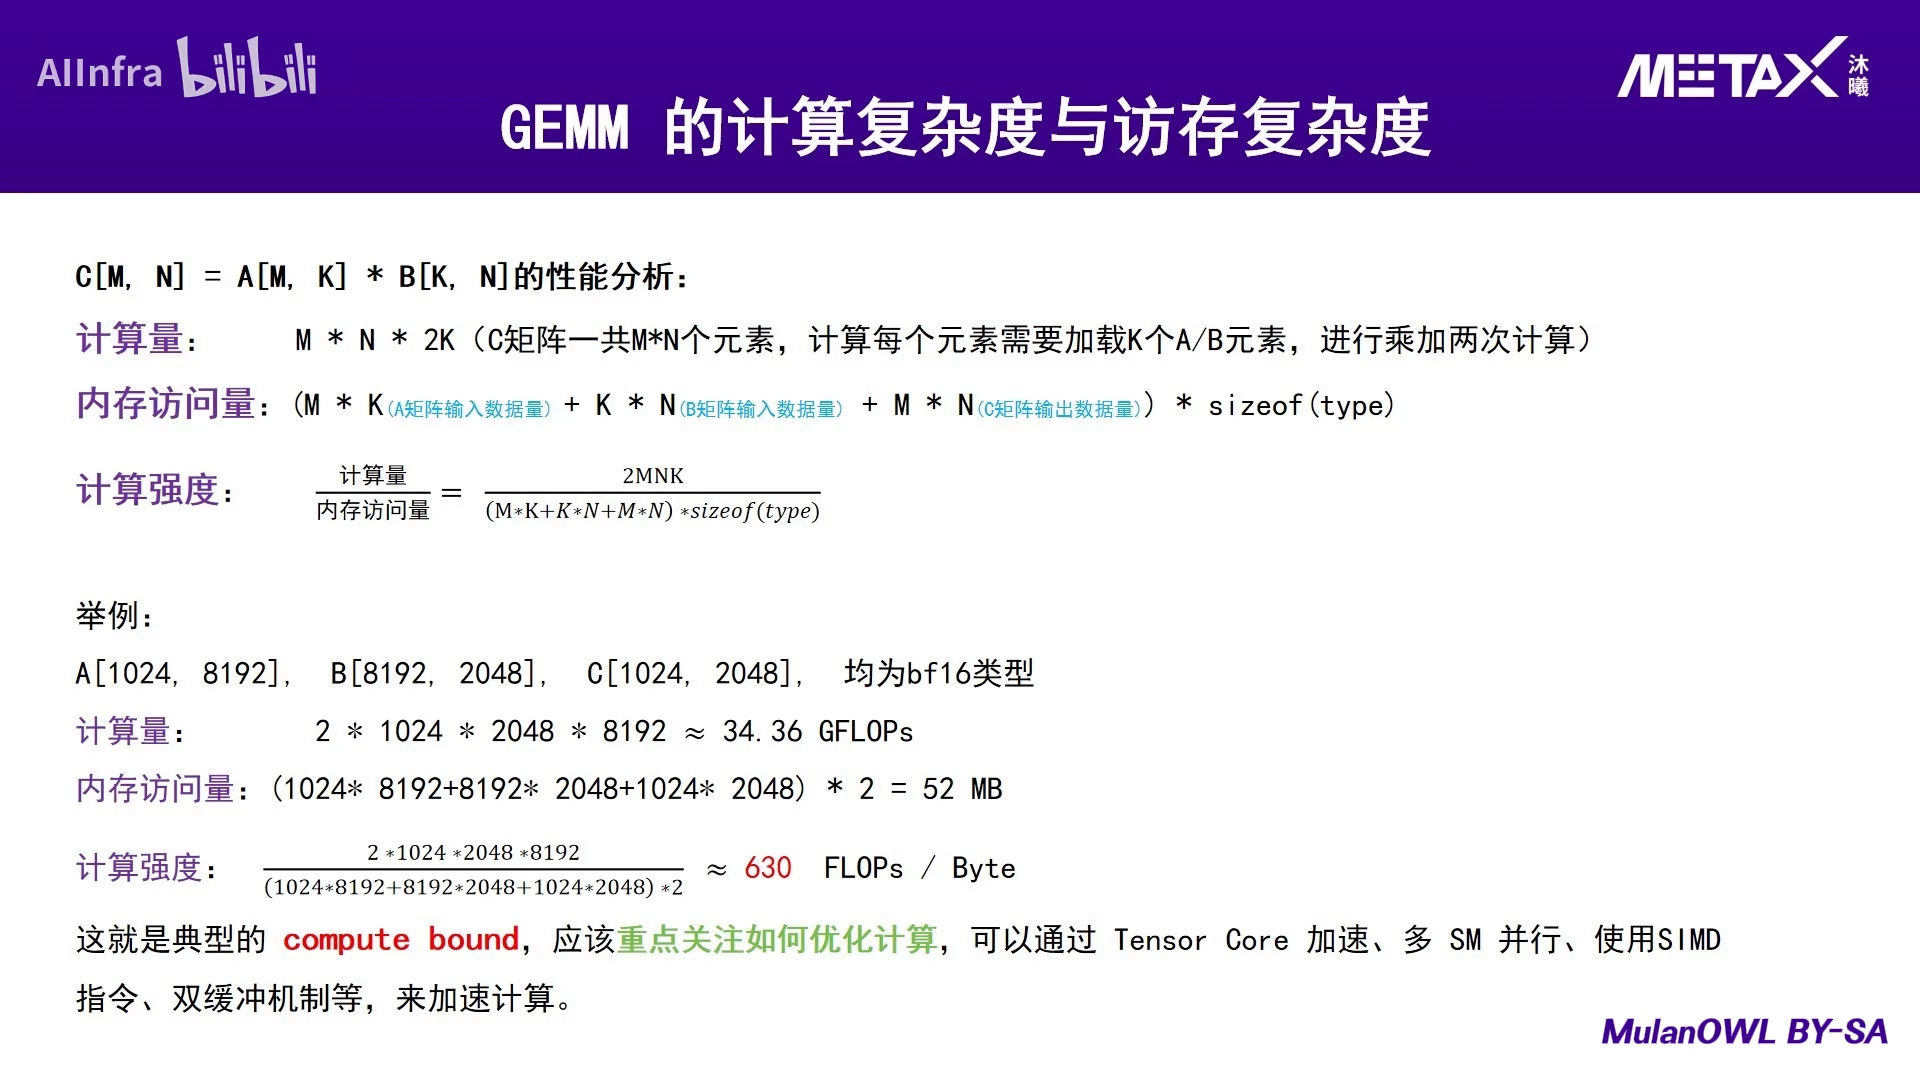 AIInfra bilibili
METAX 沐曦
GEMM 的计算复杂度与访存复杂度
C[M, N] = A[M, K] * B[K, N]的性能分析：
计算量： M * N * 2K（C矩阵一共M*N个元素，计算每个元素需要加载K个A/B元素，进行乘加两次计算）
内存访问量：(M * K(A矩阵输入数据量) + K * N(B矩阵输入数据量) + M * N(C矩阵输出数据量)) * sizeof(type)
计算强度： 计算量/内存访问量 = 2MNK/((M*K+K*N+M*N) *sizeof(type))
举例：
A[1024, 8192], B[8192, 2048], C[1024, 2048], 均为bf16类型
计算量： 2 * 1024 * 2048 * 8192 ≈ 34.36 GFLOPs
内存访问量：(1024* 8192+8192* 2048+1024* 2048) * 2 = 52 MB
计算强度： 2 *1024 *2048 *8192/((1024*8192+8192*2048+1024*2048) *2) ≈ 630 FLOPs / Byte
这就是典型的 compute bound，应该重点关注如何优化计算，可以通过 Tensor Core 加速、多 SM 并行、使用SIMD
指令、双缓冲机制等，来加速计算。
MulanOWL BY-SA